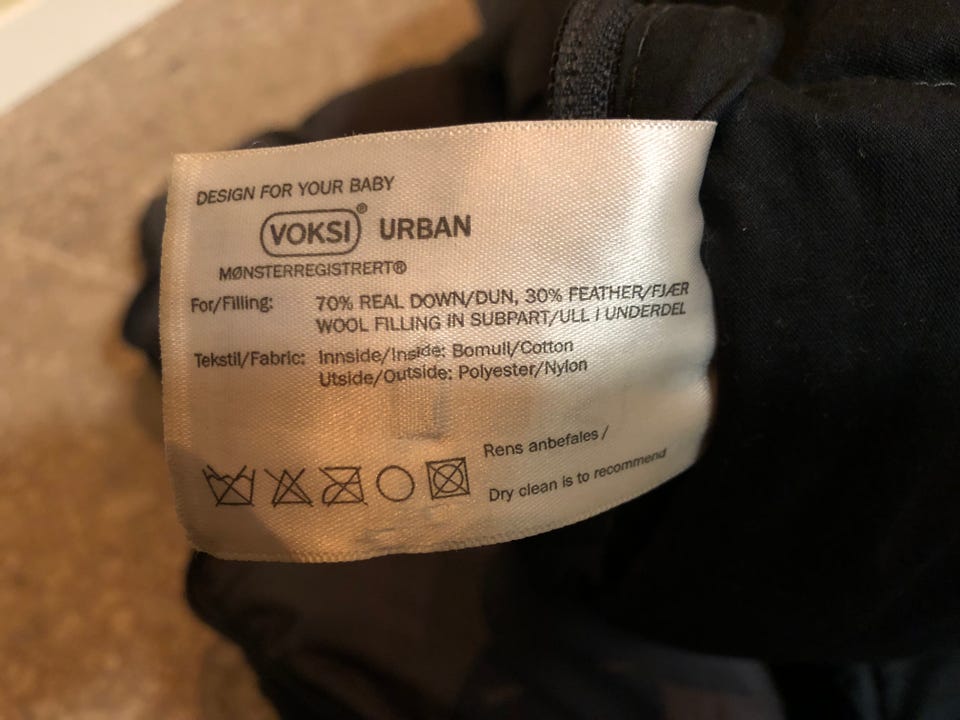 DESIGN FOR YOUR BABY
VOKSI® URBAN
MØNSTERREGISTRERT®
For/Filling: 70% REAL DOWN/DUN, 30% FEATHER/FJÆR
WOOL FILLING IN SUBPART/ULL I UNDERDEL
Tekstil/Fabric: Innside/Inside: Bomull/Cotton
Utside/Outside: Polyester/Nylon
Rens anbefales /
Dry clean is to recommend